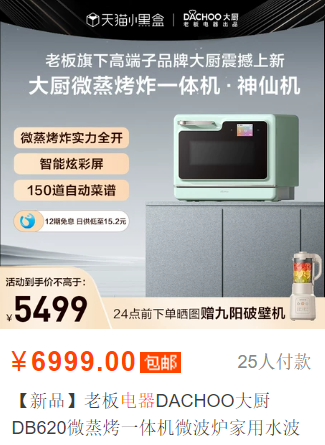 天猫小黑盒 DACHOO大厨
老板电器出品
老板旗下高端子品牌大厨震撼上新
大厨微蒸烤炸一体机·神仙机
微蒸烤炸实力全开
智能炫彩屏
150道自动菜谱
12期免息 日供低至15.2元
活动到手价不高于：
¥5499
24点前下单晒图赠九阳破壁机
¥6999.00 包邮 25人付款
【新品】老板电器DACHOO大厨
DB620微蒸烤一体机微波炉家用水波